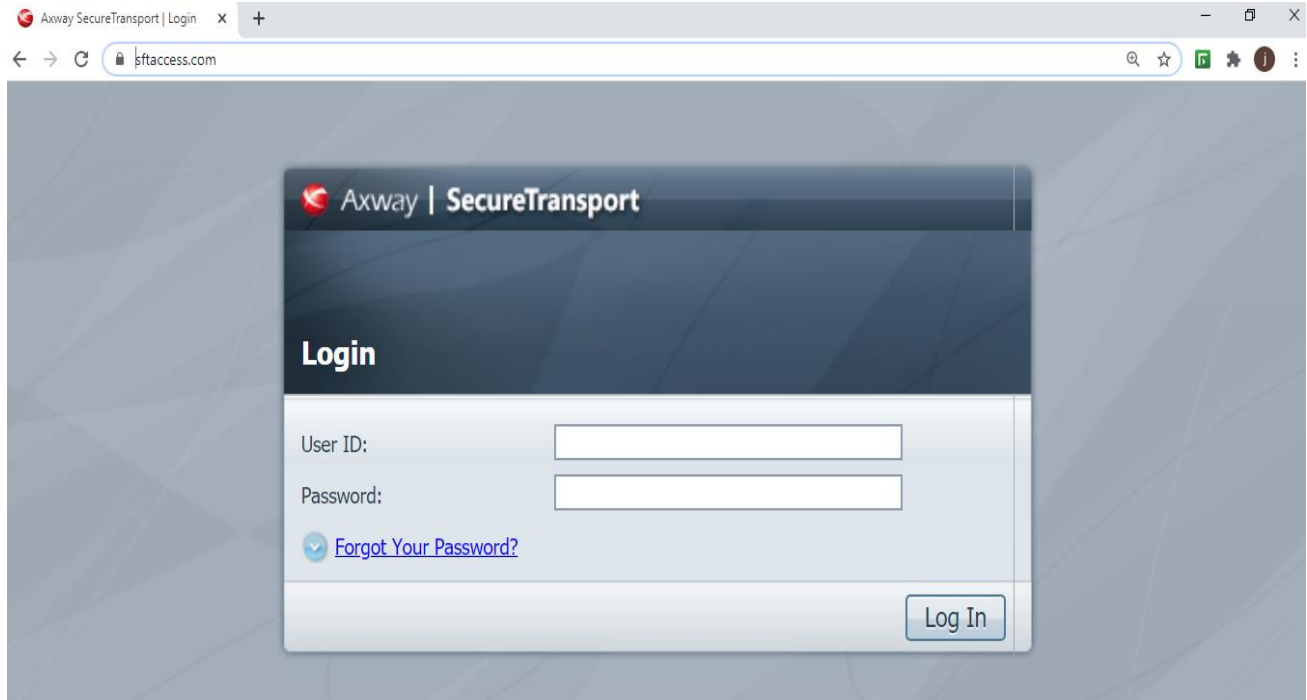 Axway SecureTransport | Login
sftaccess.com
j
Axway | SecureTransport
Login
User ID:
Password:
Forgot Your Password?
Log In